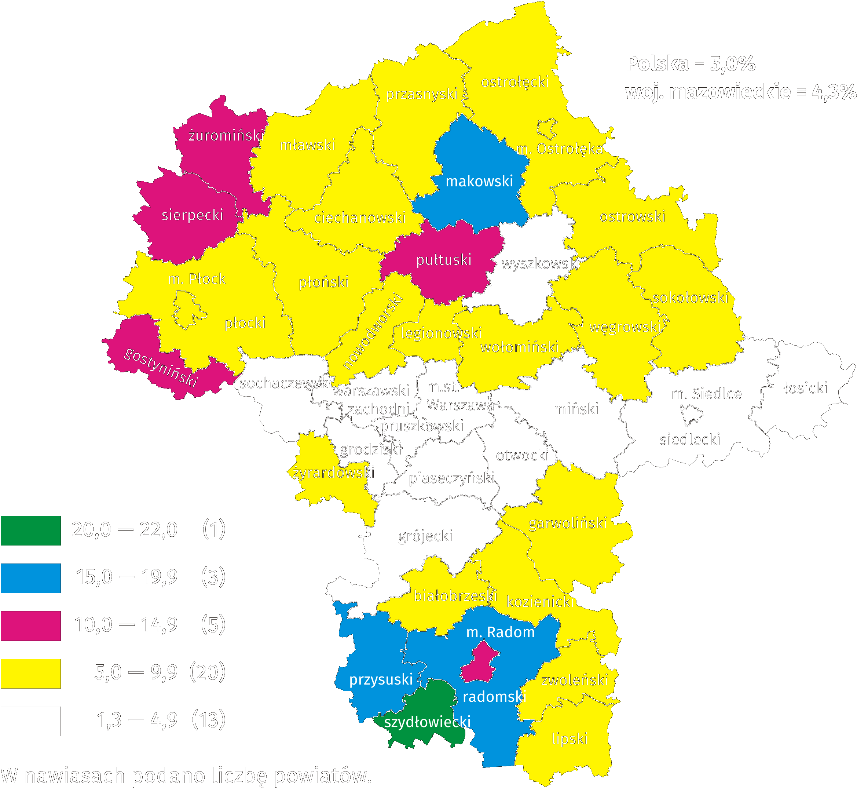 Polska = 5,0%
woj. mazowieckie = 4,3%
ostrołęcki
przasnyski
żuromiński
mławski
m. Ostrołęka
makowski
sierpecki
ciechanowski
ostrowski
pułtuski
wyszkowski
m. Płock
płoński
sokołowski
płocki
nowodworski
legionowski
węgrowski
wołomiński
gostyniński
sochaczewski
warszawski
zachodni
m.st.
Warszawa
miński
m. Siedlce
łosicki
pruszkowski
siedlecki
grodziski
otwocki
żyrardowski
piaseczyński
garwoliński
grójecki
20,0 — 22,0 (1)
15,0 — 19,9 (3)
białobrzeski
kozienicki
10,0 — 14,9 (5)
m. Radom
5,0 — 9,9 (20)
przysuski
zwoleński
radomski
1,3 — 4,9 (13)
szydłowiecki
lipski
W nawiasach podano liczbę powiatów.